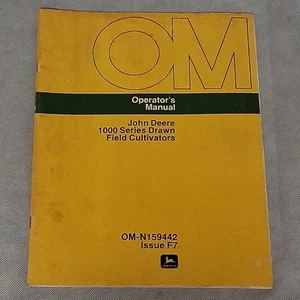 OM
Operator's
Manual
John Deere
1000 Series Drawn
Field Cultivators
OM-N159442
Issue F7